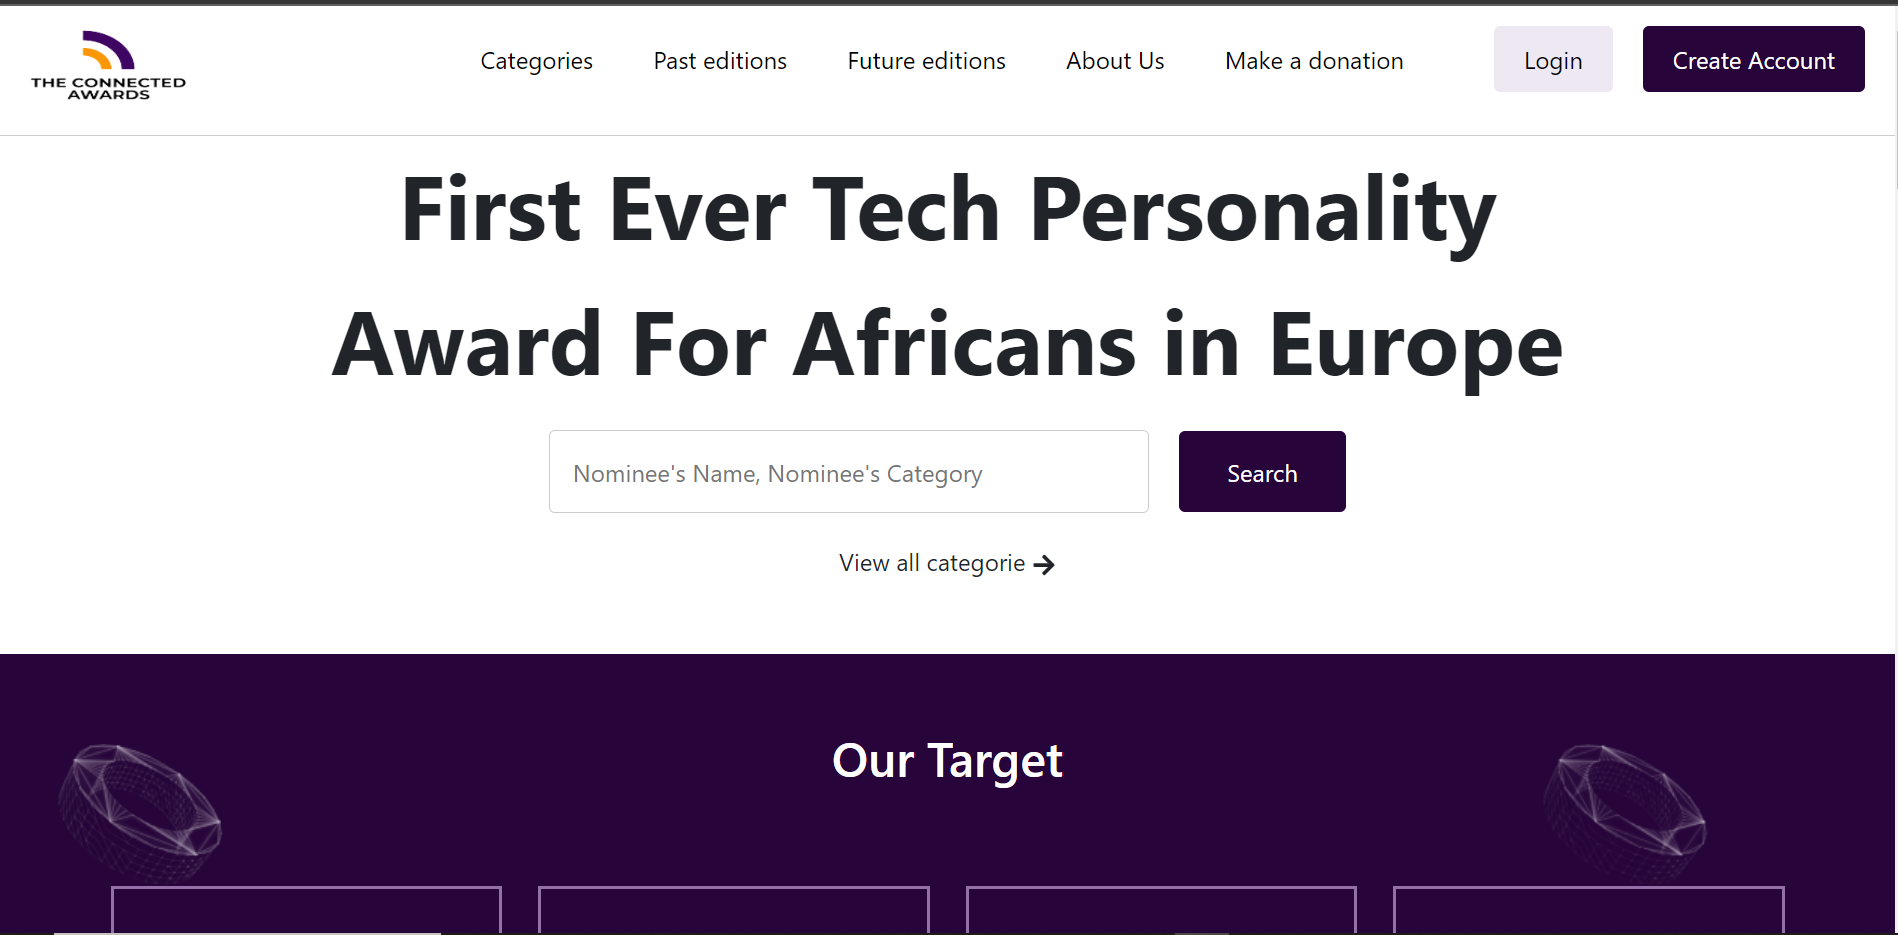 THE CONNECTED
AWARDS
Categories
Past editions
Future editions
About Us
Make a donation
Login
Create Account
First Ever Tech Personality
Award For Africans in Europe
Nominee's Name, Nominee's Category
Search
View all categorie
Our Target